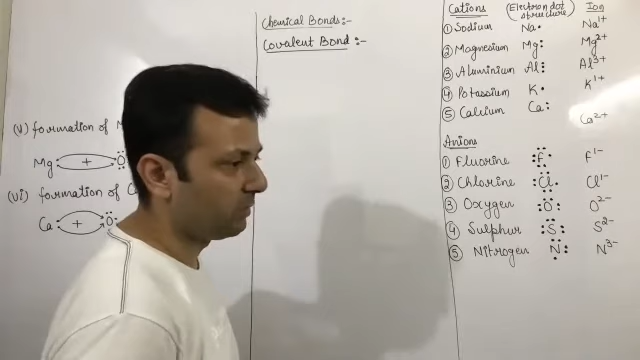 (v) formation of M
Mg: + :Ö:
(vi) formation of C
Ca: + :Ö:
Chemical Bonds:-
Covalent Bond:-
Cations (Electron dot structure) Ion
① Sodium Na• Na¹⁺
② Magnesium Mg: Mg²⁺
③ Aluminium Al⫶ Al³⁺
④ Potassium K• K¹⁺
⑤ Calcium Ca: Ca²⁺
Anions
① Fluorine F F¹⁻
② Chlorine Cl Cl¹⁻
③ Oxygen O O²⁻
④ Sulphur S S²⁻
⑤ Nitrogen N N³⁻